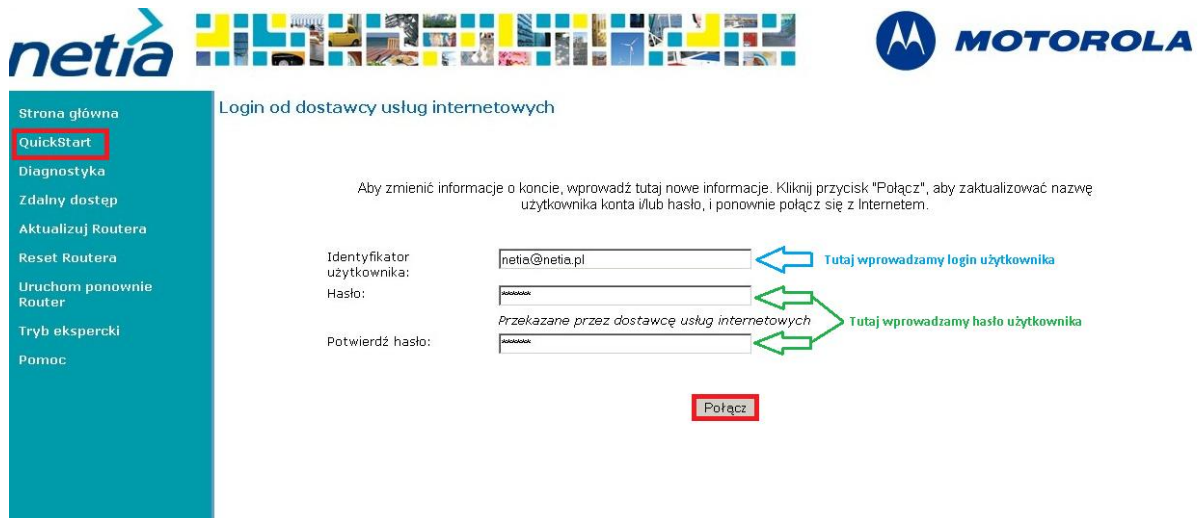 netia
MOTOROLA
Strona główna
QuickStart
Diagnostyka
Zdalny dostęp
Aktualizuj Routera
Reset Routera
Uruchom ponownie
Router
Tryb ekspercki
Pomoc
Login od dostawcy usług internetowych
Aby zmienić informacje o koncie, wprowadź tutaj nowe informacje. Kliknij przycisk "Połącz", aby zaktualizować nazwę
użytkownika konta i/lub hasło, i ponownie połącz się z Internetem.
Identyfikator
użytkownika:
netia@netia.pl
Tutaj wprowadzamy login użytkownika
Hasło:
******
Przekazane przez dostawcę usług internetowych
Tutaj wprowadzamy hasło użytkownika
Potwierdź hasło:
******
Połącz